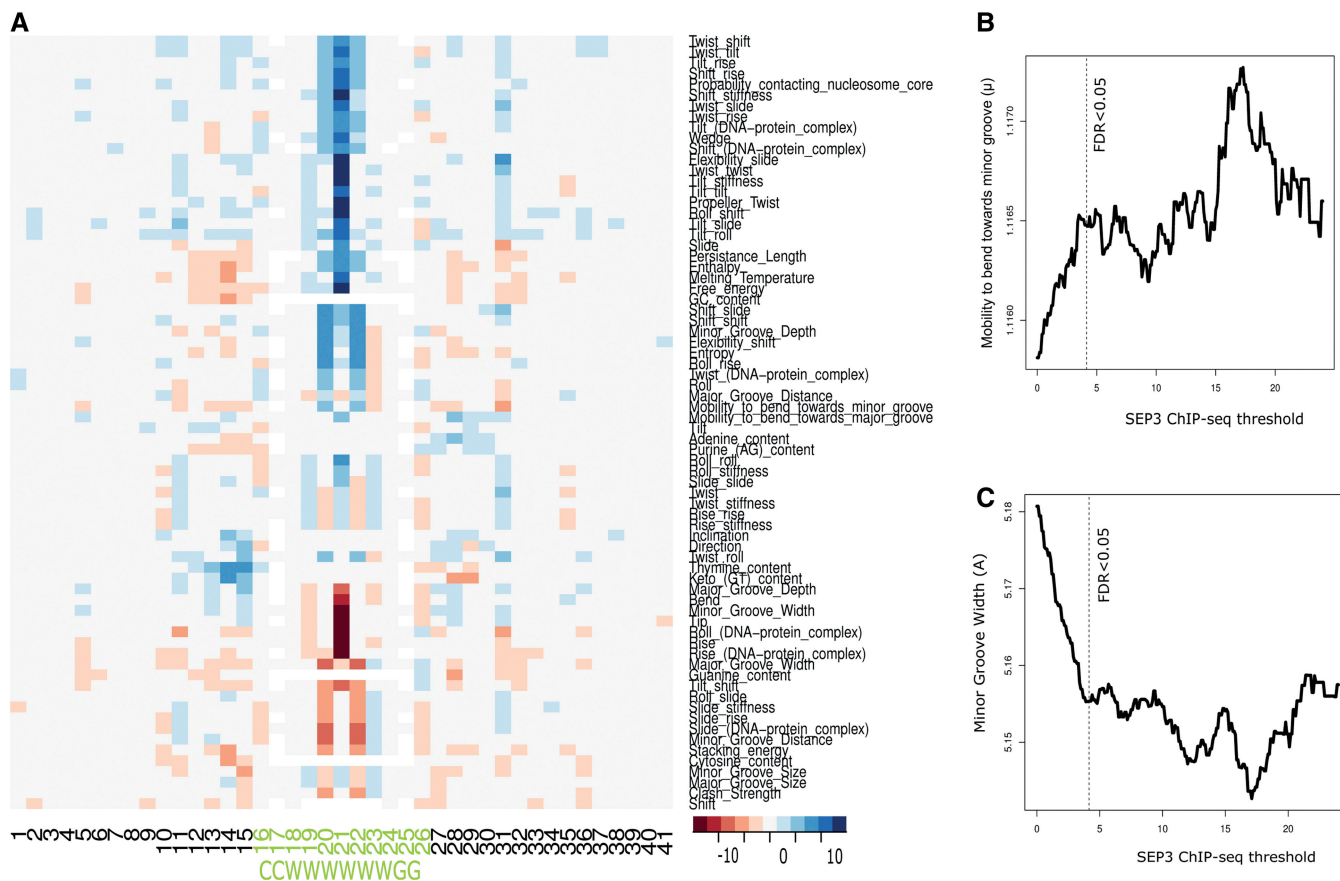 A
Twist_shift
Twist_tilt
Tilt_rise
Shift_rise
Probability_contacting_nucleosome_core
Shift_stiffness
Twist_slide
Twist_rise
Tilt_(DNA−protein_complex)
Wedge
Shift_(DNA−protein_complex)
Flexibility_slide
Twist_twist
Tilt_stiffness
Tilt_tilt
Propeller_Twist
Roll_shift
Tilt_slide
Tilt_roll
Slide
Persistance_Length
Enthalpy
Melting_Temperature
Free_energy
GC_content
Shift_slide
Shift_shift
Minor_Groove_Depth
Flexibility_shift
Entropy
Roll_rise
Twist_(DNA−protein_complex)
Roll
Major_Groove_Distance
Mobility_to_bend_towards_minor_groove
Mobility_to_bend_towards_major_groove
Tilt
Adenine_content
Purine_(AG)_content
Roll_roll
Roll_stiffness
Slide_slide
Twist
Twist_stiffness
Rise_rise
Rise_stiffness
Inclination
Direction
Twist_roll
Thymine_content
Keto_(GT)_content
Major_Groove_Depth
Bend
Minor_Groove_Width
Tip
Roll_(DNA−protein_complex)
Rise
Rise_(DNA−protein_complex)
Major_Groove_Width
Guanine_content
Tilt_shift
Roll_slide
Slide_stiffness
Slide_rise
Slide_(DNA−protein_complex)
Minor_Groove_Distance
Stacking_energy
Cytosine_content
Minor_Groove_Size
Major_Groove_Size
Clash_Strength
Shift
1 2 3 4 5 6 7 8 9 10 11 12 13 14 15 16 17 18 19 20 21 22 23 24 25 26 27 28 29 30 31 32 33 34 35 36 37 38 39 40 41
CCWWWWWWGG
-10 0 10
B
Mobility to bend towards minor groove (µ)
1.1170
1.1165
1.1160
FDR<0.05
0 5 10 15 20
SEP3 ChIP-seq threshold
C
Minor Groove Width (A)
5.18
5.17
5.16
5.15
FDR<0.05
0 5 10 15 20
SEP3 ChIP-seq threshold